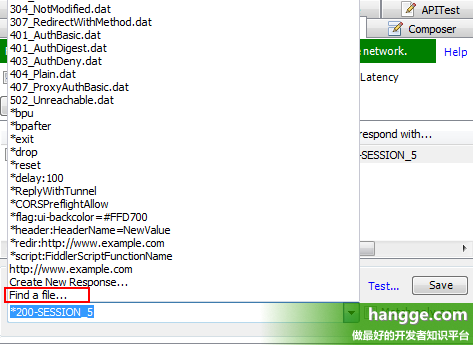 304_NotModified.dat
307_RedirectWithMethod.dat
401_AuthBasic.dat
401_AuthDigest.dat
403_AuthDeny.dat
404_Plain.dat
407_ProxyAuthBasic.dat
502_Unreachable.dat
*bpu
*bpafter
*exit
*drop
*reset
*delay:100
*ReplyWithTunnel
*CORSPreflightAllow
*flag:ui-backcolor=#FFD700
*header:HeaderName=NewValue
*redir:http://www.example.com
*script:FiddlerScriptFunctionName
http://www.example.com
Create New Response...
Find a file...
*200-SESSION_5
APITest
Composer
network.
Help
Latency
spond with...
-SESSION_5
Test...
Save
hangge.com
做最好的开发者知识平台